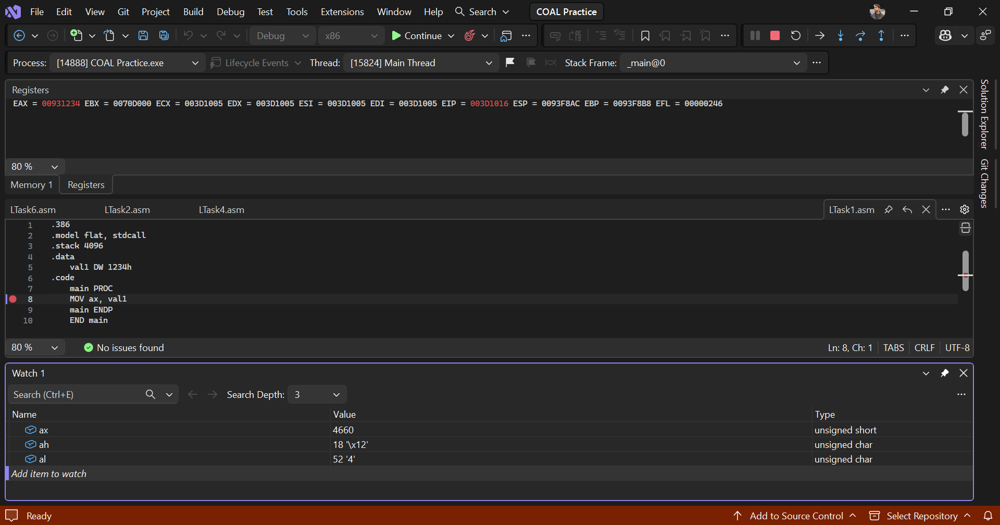 File Edit View Git Project Build Debug Test Tools Extensions Window Help Search COAL Practice
Debug x86 Continue
Process: [14888] COAL Practice.exe Lifecycle Events Thread: [15824] Main Thread Stack Frame: _main@0
Registers
EAX = 00931234 EBX = 0070D000 ECX = 003D1005 EDX = 003D1005 ESI = 003D1005 EDI = 003D1005 EIP = 003D1016 ESP = 0093F8AC EBP = 0093F8B8 EFL = 00000246
80 %
Memory 1 Registers
Solution Explorer
Git Changes
LTask6.asm LTask2.asm LTask4.asm LTask1.asm
1 .386
2 .model flat, stdcall
3 .stack 4096
4 .data
5 val1 DW 1234h
6 .code
7 main PROC
8 MOV ax, val1
9 main ENDP
10 END main
80 % No issues found Ln: 8, Ch: 1 TABS CRLF UTF-8
Watch 1
Search (Ctrl+E) Search Depth: 3
Name Value Type
ax 4660 unsigned short
ah 18 '\x12' unsigned char
al 52 '4' unsigned char
Add item to watch
Ready Add to Source Control Select Repository